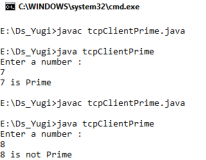 C:\WINDOWS\system32\cmd.exe
E:\Ds_Yugi>javac tcpClientPrime.java
E:\Ds_Yugi>java tcpClientPrime
Enter a number :
7
7 is Prime
E:\Ds_Yugi>javac tcpClientPrime.java
E:\Ds_Yugi>java tcpClientPrime
Enter a number :
8
8 is not Prime